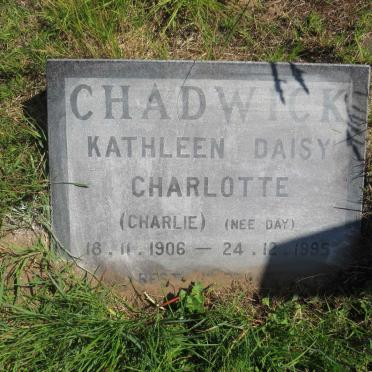 CHADWICK
KATHLEEN DAISY
CHARLOTTE
(CHARLIE) (NEE DAY)
18.11.1906 — 24.12.1995